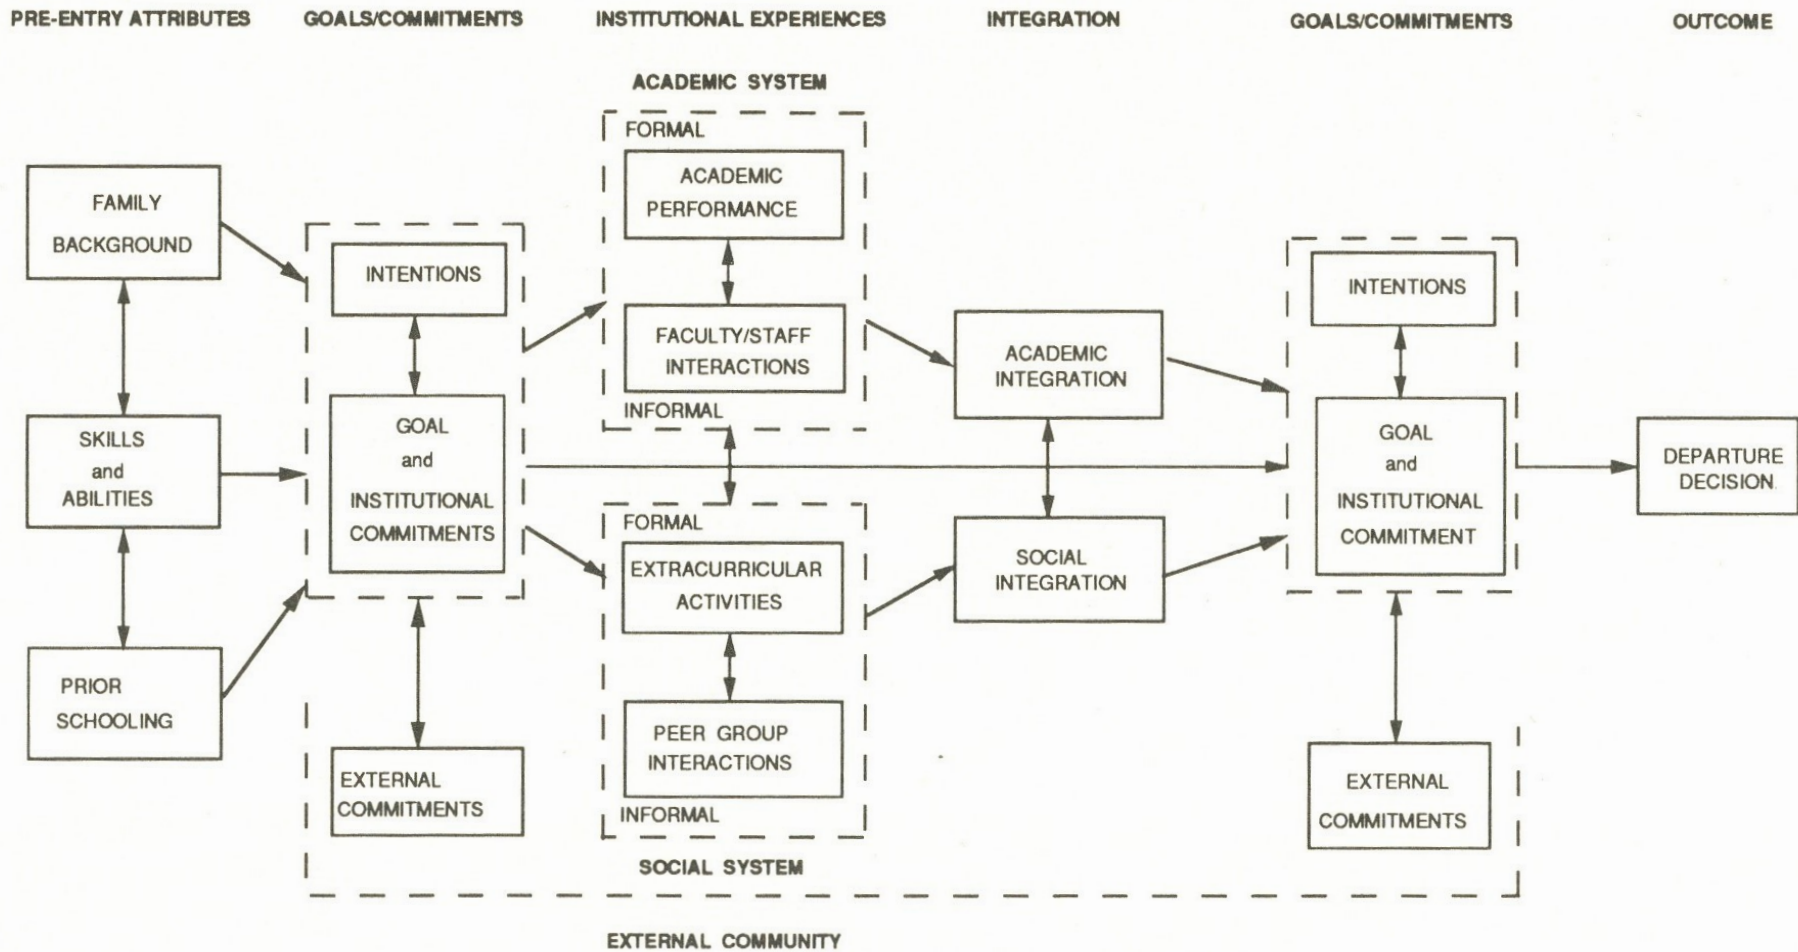 PRE-ENTRY ATTRIBUTES
GOALS/COMMITMENTS
INSTITUTIONAL EXPERIENCES
INTEGRATION
GOALS/COMMITMENTS
OUTCOME
FAMILY
BACKGROUND
SKILLS
and
ABILITIES
PRIOR
SCHOOLING
INTENTIONS
GOAL
and
INSTITUTIONAL
COMMITMENTS
EXTERNAL
COMMITMENTS
ACADEMIC SYSTEM
FORMAL
ACADEMIC
PERFORMANCE
FACULTY/STAFF
INTERACTIONS
INFORMAL
FORMAL
EXTRACURRICULAR
ACTIVITIES
PEER GROUP
INTERACTIONS
INFORMAL
SOCIAL SYSTEM
ACADEMIC
INTEGRATION
SOCIAL
INTEGRATION
INTENTIONS
GOAL
and
INSTITUTIONAL
COMMITMENT
EXTERNAL
COMMITMENTS
DEPARTURE
DECISION
EXTERNAL COMMUNITY